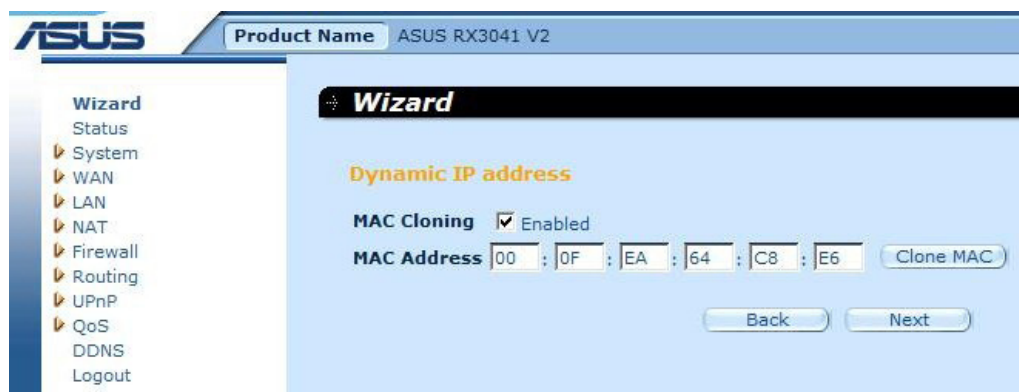 ASUS
Product Name ASUS RX3041 V2
Wizard
Status
System
WAN
LAN
NAT
Firewall
Routing
UPnP
QoS
DDNS
Logout
Wizard
Dynamic IP address
MAC Cloning Enabled
MAC Address 00 : 0F : EA : 64 : C8 : E6 Clone MAC
Back Next